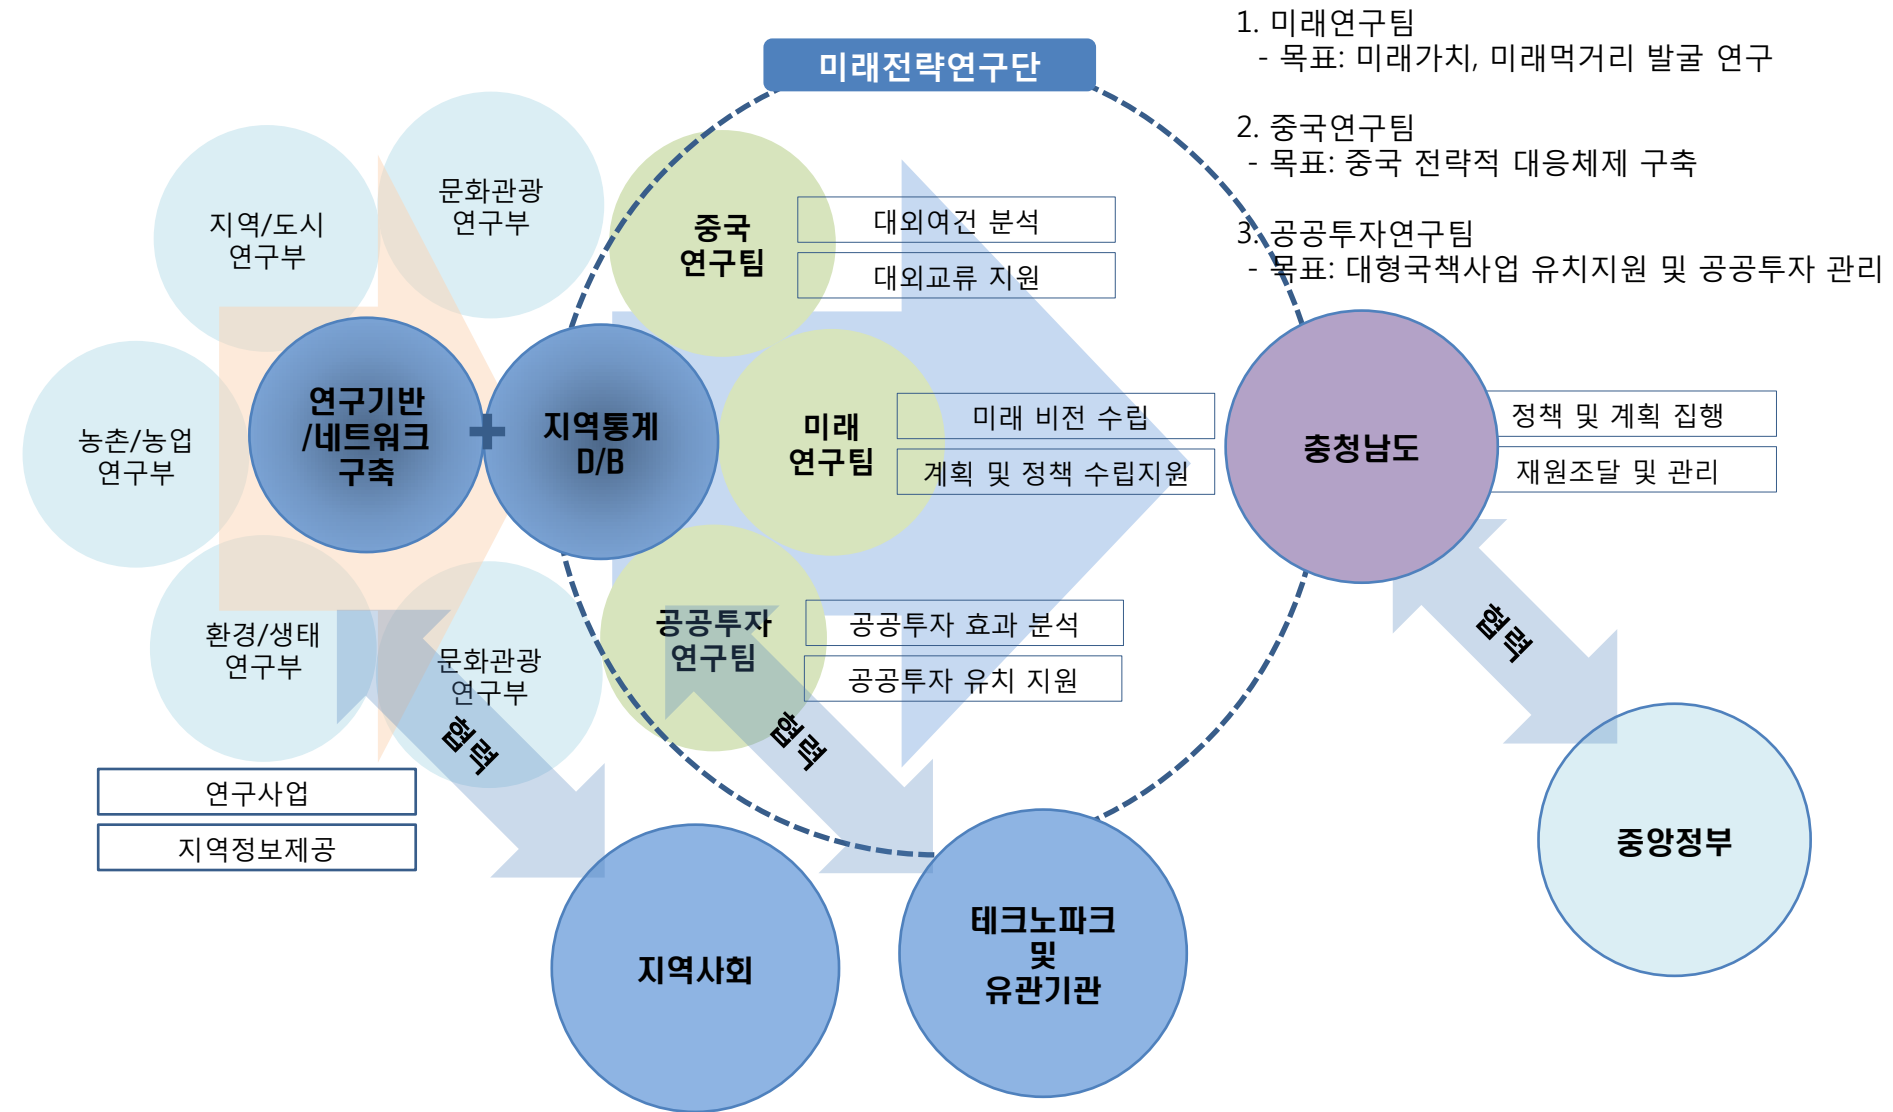 미래전략연구단
1. 미래연구팀
- 목표: 미래가치, 미래먹거리 발굴 연구
2. 중국연구팀
- 목표: 중국 전략적 대응체제 구축
3. 공공투자연구팀
- 목표: 대형국책사업 유치지원 및 공공투자 관리
지역/도시
연구부
문화관광
연구부
농촌/농업
연구부
환경/생태
연구부
문화관광
연구부
연구기반
/네트워크
구축
+
지역통계
D/B
중국
연구팀
대외여건 분석
대외교류 지원
미래
연구팀
미래 비전 수립
계획 및 정책 수립지원
공공투자
연구팀
공공투자 효과 분석
공공투자 유치 지원
충청남도
정책 및 계획 집행
재원조달 및 관리
협력
협력
협력
연구사업
지역정보제공
지역사회
테크노파크
및
유관기관
중앙정부